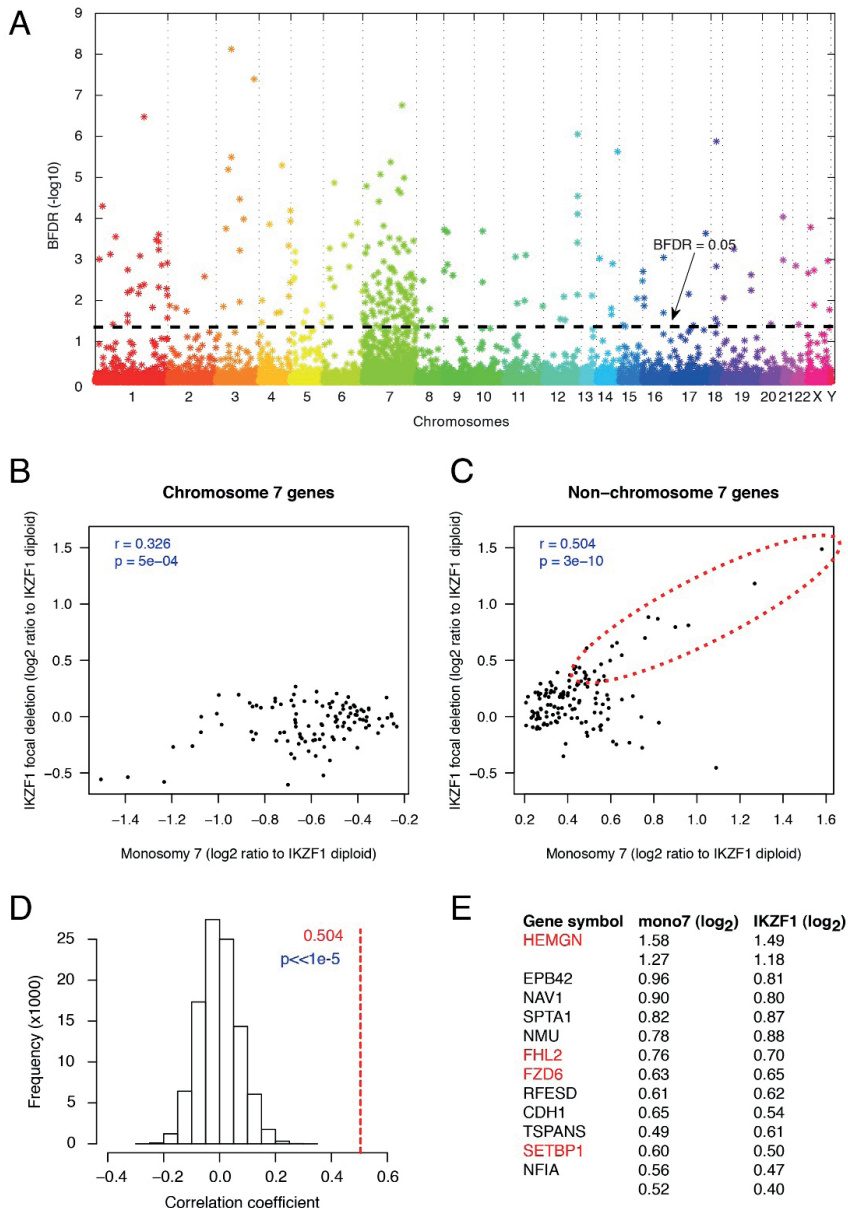 A
9
8
7
6
5
4
3
2
1
0
BFDR (-log10)
BFDR = 0.05
1 2 3 4 5 6 7 8 9 10 11 12 13 14 15 16 17 18 19 20 21 22 X Y
Chromosomes
B
Chromosome 7 genes
r = 0.326
p = 5e−04
1.5
1.0
0.5
0.0
−0.5
IKZF1 focal deletion (log2 ratio to IKZF1 diploid)
−1.4 −1.2 −1.0 −0.8 −0.6 −0.4 −0.2
Monosomy 7 (log2 ratio to IKZF1 diploid)
C
Non−chromosome 7 genes
r = 0.504
p = 3e−10
1.5
1.0
0.5
0.0
−0.5
IKZF1 focal deletion (log2 ratio to IKZF1 diploid)
0.2 0.4 0.6 0.8 1.0 1.2 1.4 1.6
Monosomy 7 (log2 ratio to IKZF1 diploid)
D
0.504
p<<1e-5
25
20
15
10
5
0
Frequency (x1000)
−0.4 −0.2 0.0 0.2 0.4 0.6
Correlation coefficient
E
Gene symbol mono7 (log2) IKZF1 (log2)
HEMGN 1.58 1.49
1.27 1.18
EPB42 0.96 0.81
NAV1 0.90 0.80
SPTA1 0.82 0.87
NMU 0.78 0.88
FHL2 0.76 0.70
FZD6 0.63 0.65
RFESD 0.61 0.62
CDH1 0.65 0.54
TSPANS 0.49 0.61
SETBP1 0.60 0.50
NFIA 0.56 0.47
0.52 0.40